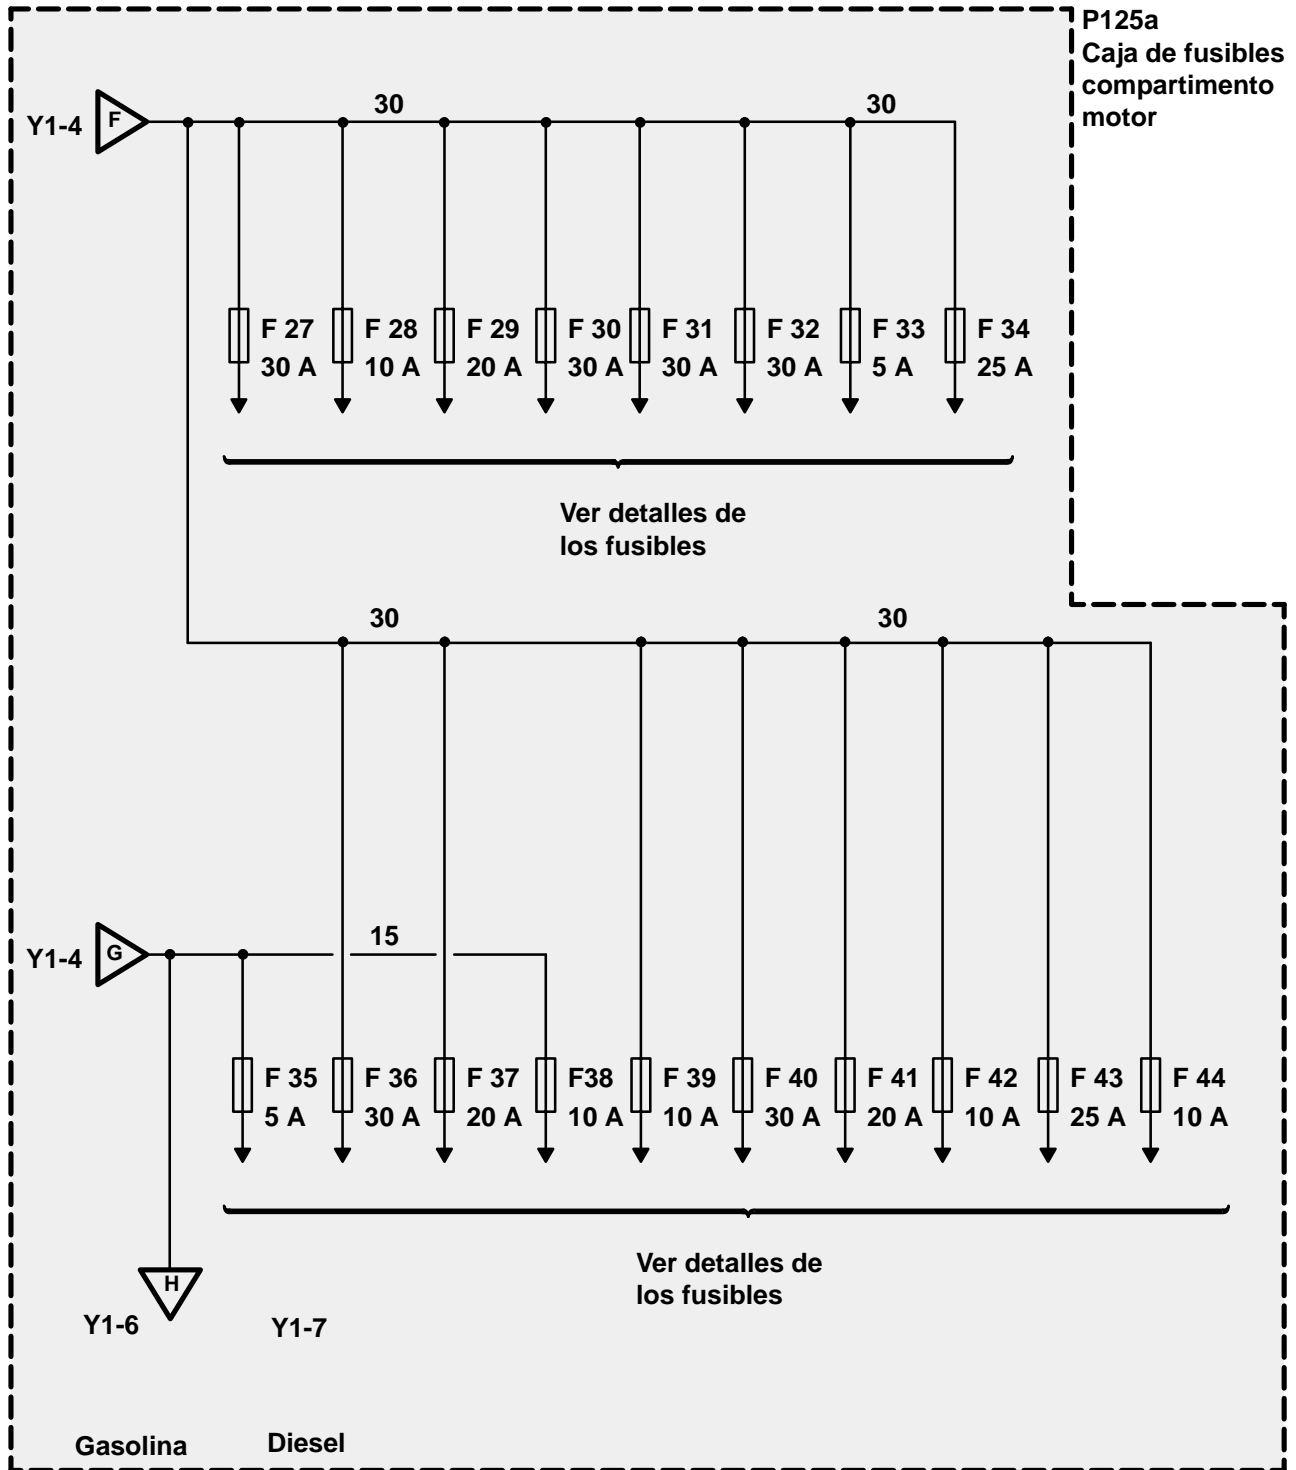 P125a
Caja de fusibles
compartimento
motor
30
30
Y1-4
F
F 27
30 A
F 28
10 A
F 29
20 A
F 30
30 A
F 31
30 A
F 32
30 A
F 33
5 A
F 34
25 A
Ver detalles de
los fusibles
30
30
15
Y1-4
G
F 35
5 A
F 36
30 A
F 37
20 A
F38
10 A
F 39
10 A
F 40
30 A
F 41
20 A
F 42
10 A
F 43
25 A
F 44
10 A
Ver detalles de
los fusibles
H
Y1-6
Y1-7
Gasolina
Diesel